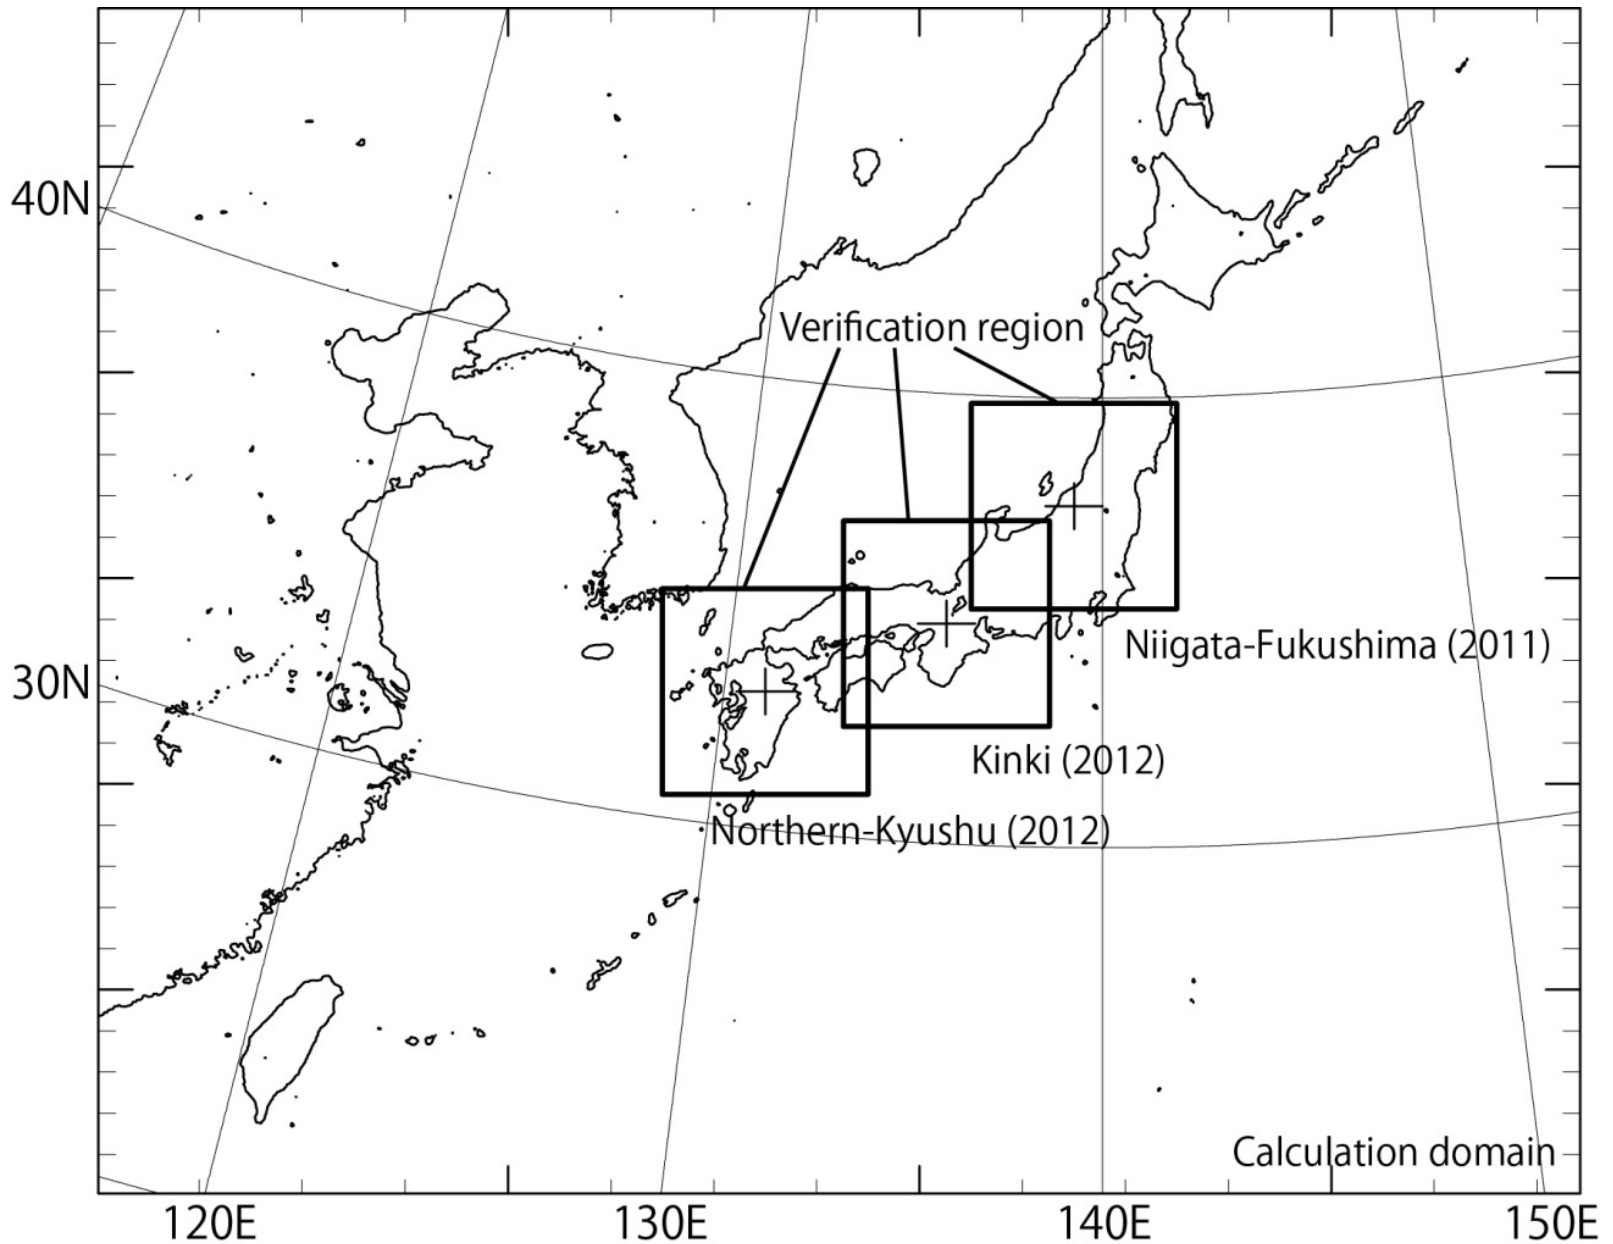 40N
Verification region
Niigata-Fukushima (2011)
30N
Kinki (2012)
Northern-Kyushu (2012)
Calculation domain
120E
130E
140E
150E